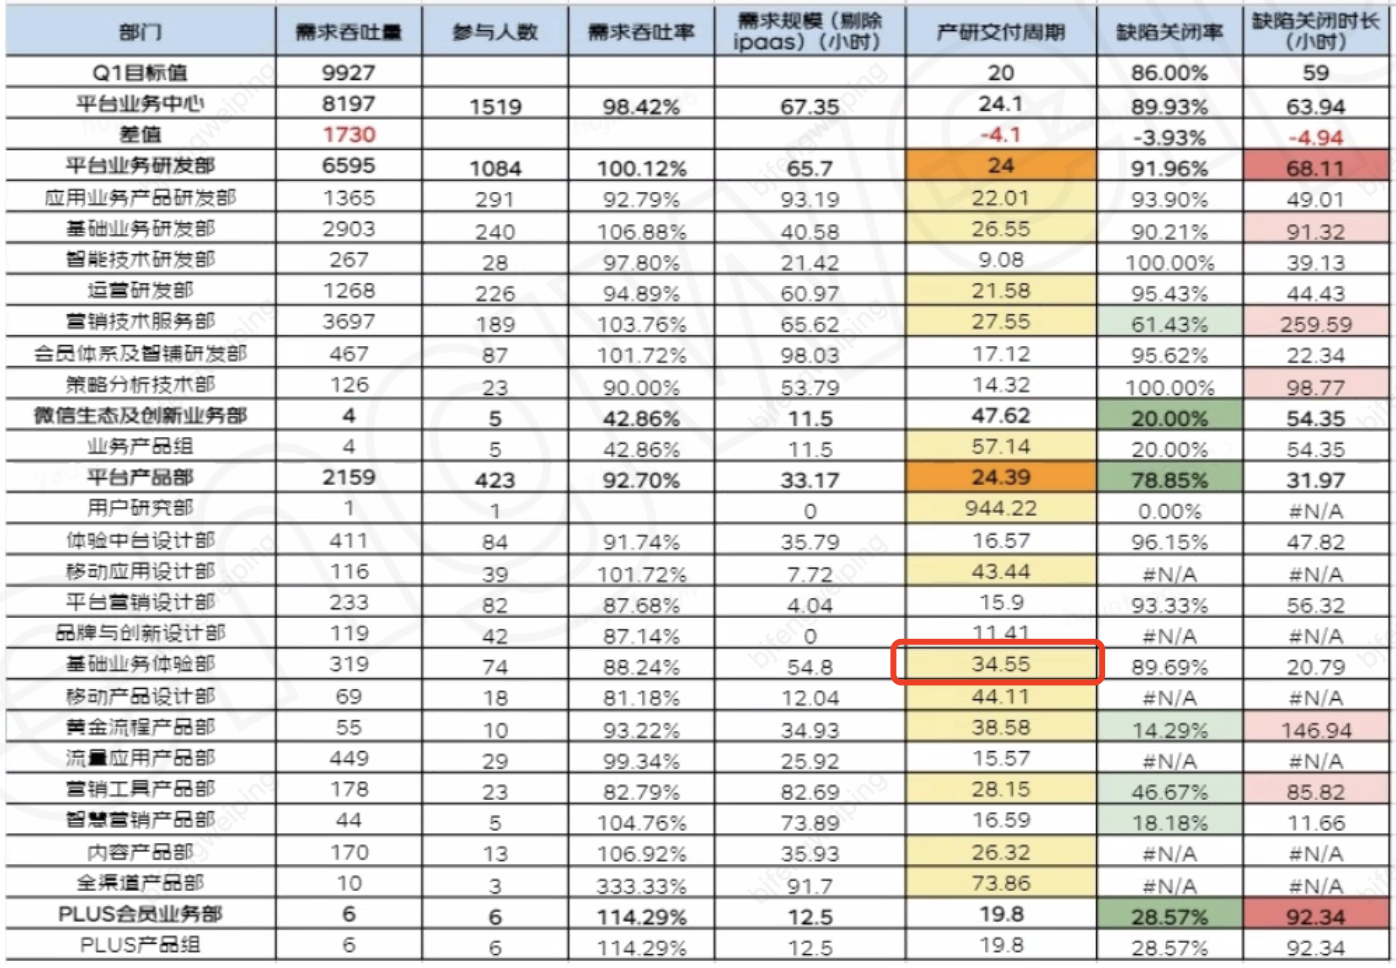 部门 需求吞吐量 参与人数 需求吞吐率 需求规模（剔除ipaas）（小时） 产研交付周期 缺陷关闭率 缺陷关闭时长（小时）
Q1目标值 9927 20 86.00% 59
平台业务中心 8197 1519 98.42% 67.35 24.1 89.93% 63.94
差值 1730 -4.1 -3.93% -4.94
平台业务研发部 6595 1084 100.12% 65.7 24 91.96% 68.11
应用业务产品研发部 1365 291 92.79% 93.19 22.01 93.90% 49.01
基础业务研发部 2903 240 106.88% 40.58 26.55 90.21% 91.32
智能技术研发部 267 28 97.80% 21.42 9.08 100.00% 39.13
运营研发部 1268 226 94.89% 60.97 21.58 95.43% 44.43
营销技术服务部 3697 189 103.76% 65.62 27.55 61.43% 259.59
会员体系及智铺研发部 467 87 101.72% 98.03 17.12 95.62% 22.34
策略分析技术部 126 23 90.00% 53.79 14.32 100.00% 98.77
微信生态及创新业务部 4 5 42.86% 11.5 47.62 20.00% 54.35
业务产品组 4 5 42.86% 11.5 57.14 20.00% 54.35
平台产品部 2159 423 92.70% 33.17 24.39 78.85% 31.97
用户研究部 1 1 0 944.22 0.00% #N/A
体验中台设计部 411 84 91.74% 35.79 16.57 96.15% 47.82
移动应用设计部 116 39 101.72% 7.72 43.44 #N/A #N/A
平台营销设计部 233 82 87.68% 4.04 15.9 93.33% 56.32
品牌与创新设计部 119 42 87.14% 0 11.41 #N/A #N/A
基础业务体验部 319 74 88.24% 54.8 34.55 89.69% 20.79
移动产品设计部 69 18 81.18% 12.04 44.11 #N/A #N/A
黄金流程产品部 55 10 93.22% 34.93 38.58 14.29% 146.94
流量应用产品部 449 29 99.34% 25.92 15.57 #N/A #N/A
营销工具产品部 178 23 82.79% 82.69 28.15 46.67% 85.82
智慧营销产品部 44 5 104.76% 73.89 16.59 18.18% 11.66
内容产品部 170 13 106.92% 35.93 26.32 #N/A #N/A
全渠道产品部 10 3 333.33% 91.7 73.86 #N/A #N/A
PLUS会员业务部 6 6 114.29% 12.5 19.8 28.57% 92.34
PLUS产品组 6 6 114.29% 12.5 19.8 28.57% 92.34